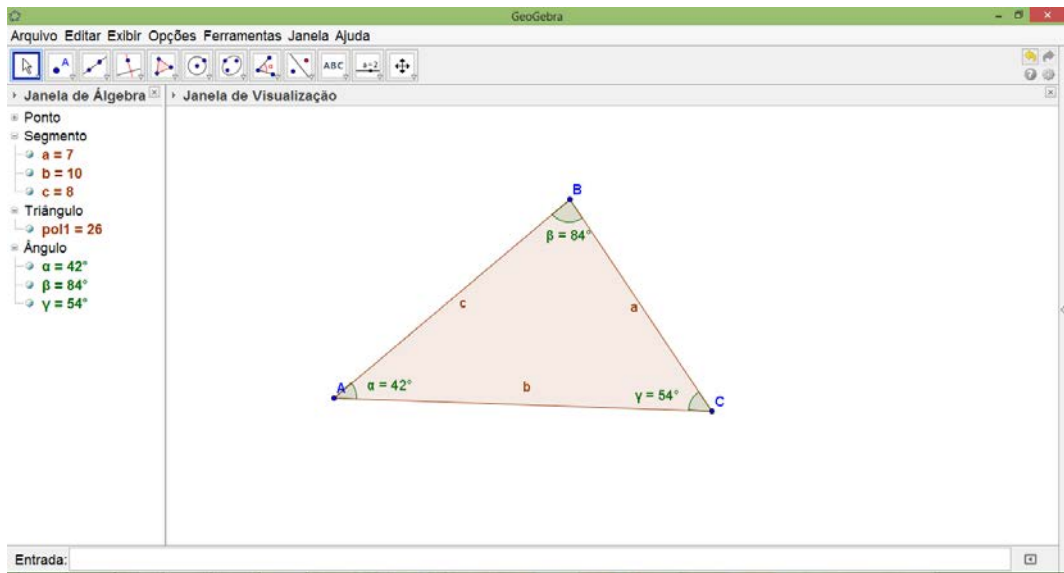 GeoGebra
Arquivo Editar Exibir Opções Ferramentas Janela Ajuda
A ABC a=2
Janela de Álgebra
Janela de Visualização
Ponto
Segmento
a = 7
b = 10
c = 8
Triângulo
pol1 = 26
Ângulo
α = 42°
β = 84°
γ = 54°
B
β = 84°
c
a
A
α = 42°
b
γ = 54°
C
Entrada: